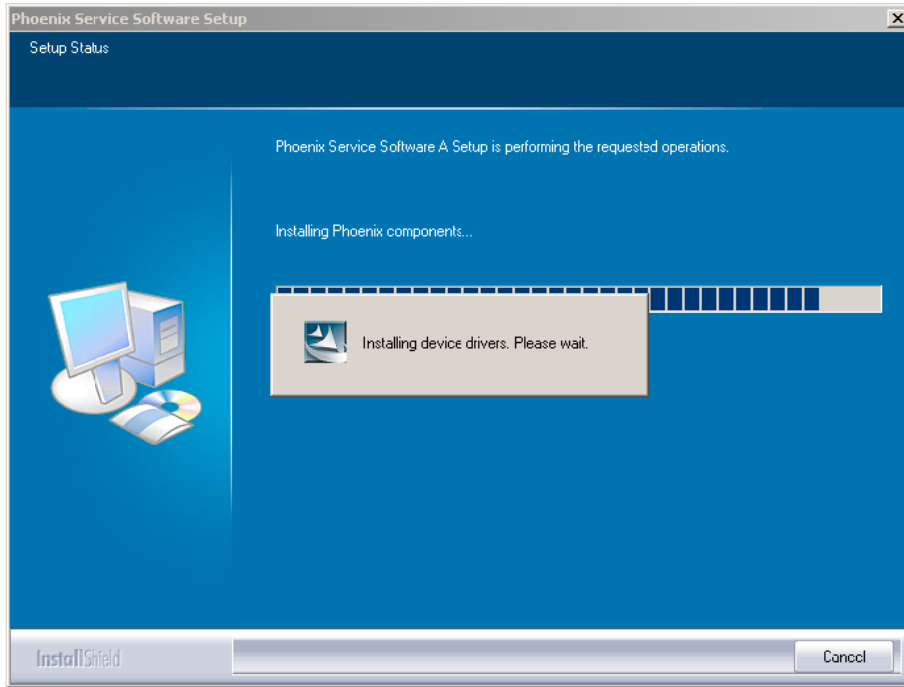 Phoenix Service Software Setup
Setup Status
Phoenix Service Software A Setup is performing the requested operations.
Installing Phoenix components...
Installing device drivers. Please wait.
InstallShield
Cancel